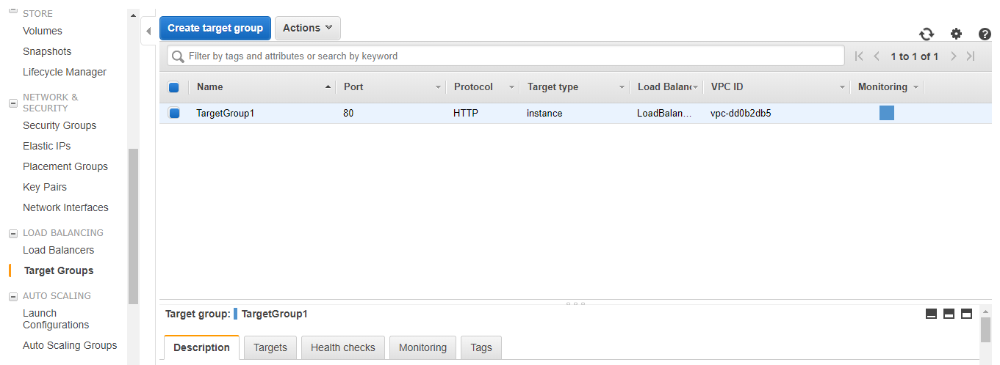 STORE
Volumes
Snapshots
Lifecycle Manager
NETWORK &
SECURITY
Security Groups
Elastic IPs
Placement Groups
Key Pairs
Network Interfaces
LOAD BALANCING
Load Balancers
Target Groups
AUTO SCALING
Launch
Configurations
Auto Scaling Groups
Create target group Actions
Filter by tags and attributes or search by keyword 1 to 1 of 1
Name Port Protocol Target type Load Balanc VPC ID Monitoring
TargetGroup1 80 HTTP instance LoadBalan... vpc-dd0b2db5
Target group: TargetGroup1
Description Targets Health checks Monitoring Tags